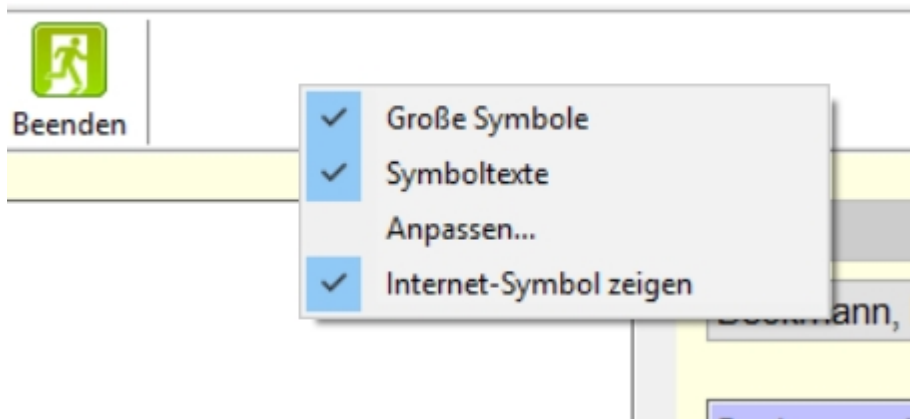 Beenden
Große Symbole
Symboltexte
Anpassen...
Internet-Symbol zeigen